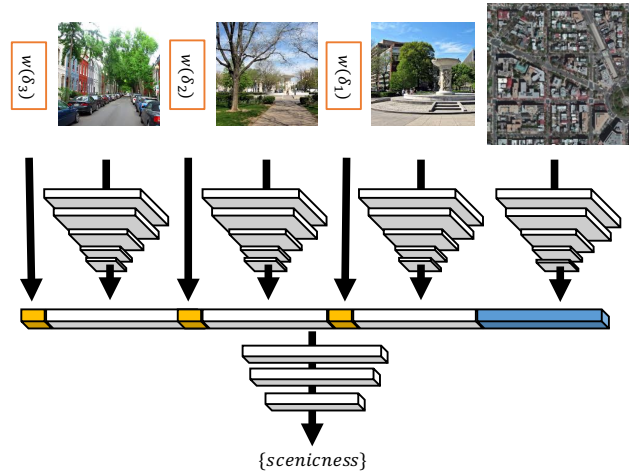 w(δ₃)
w(δ₂)
w(δ₁)
{scenicness}